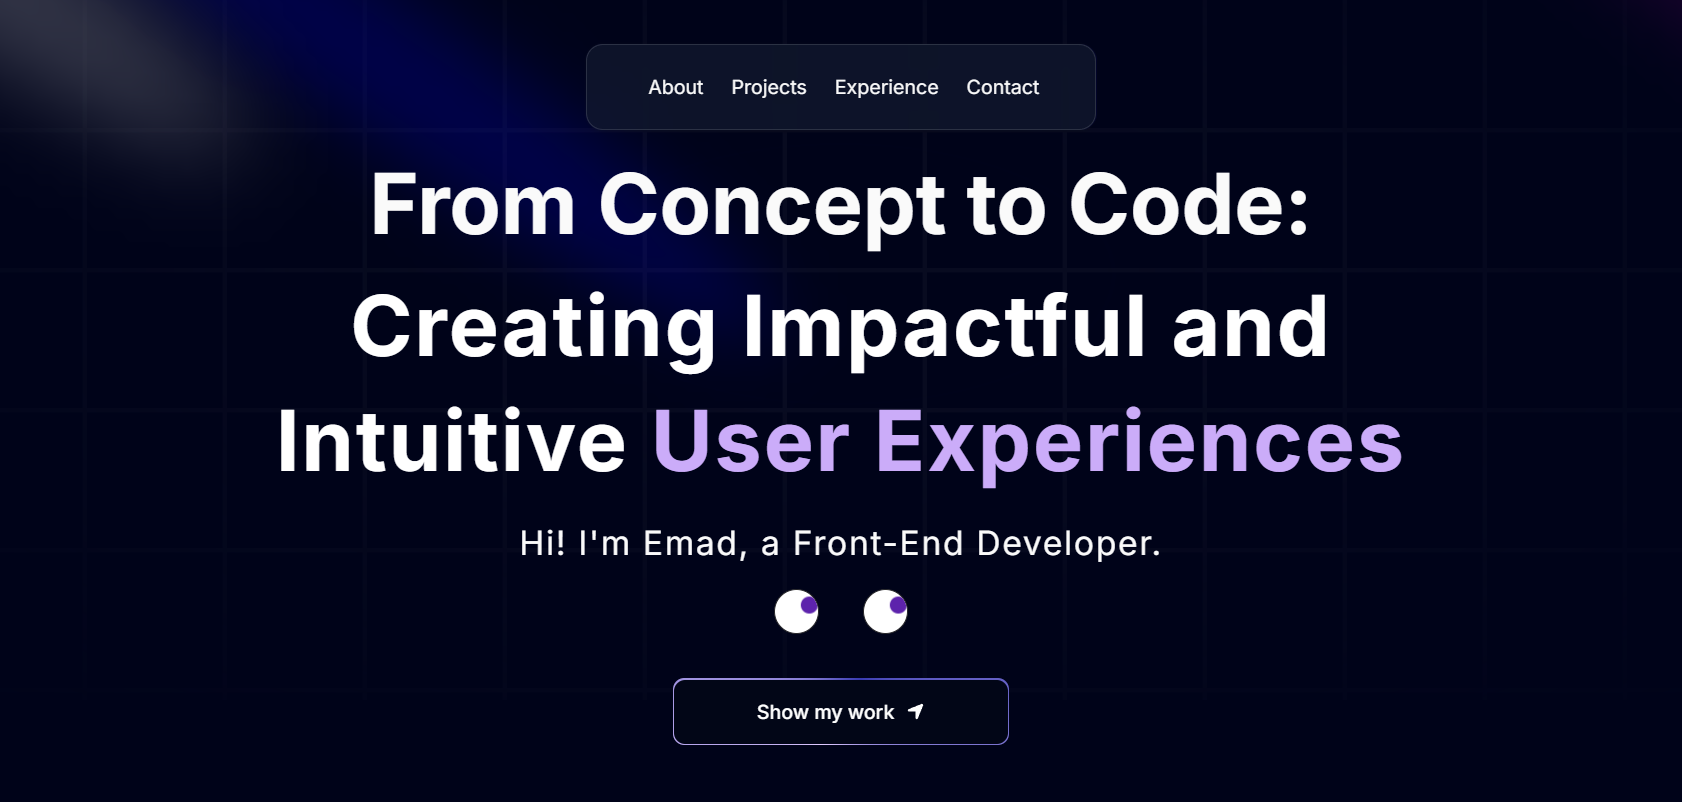 About Projects Experience Contact
From Concept to Code:
Creating Impactful and
Intuitive User Experiences
Hi! I'm Emad, a Front-End Developer.
Show my work